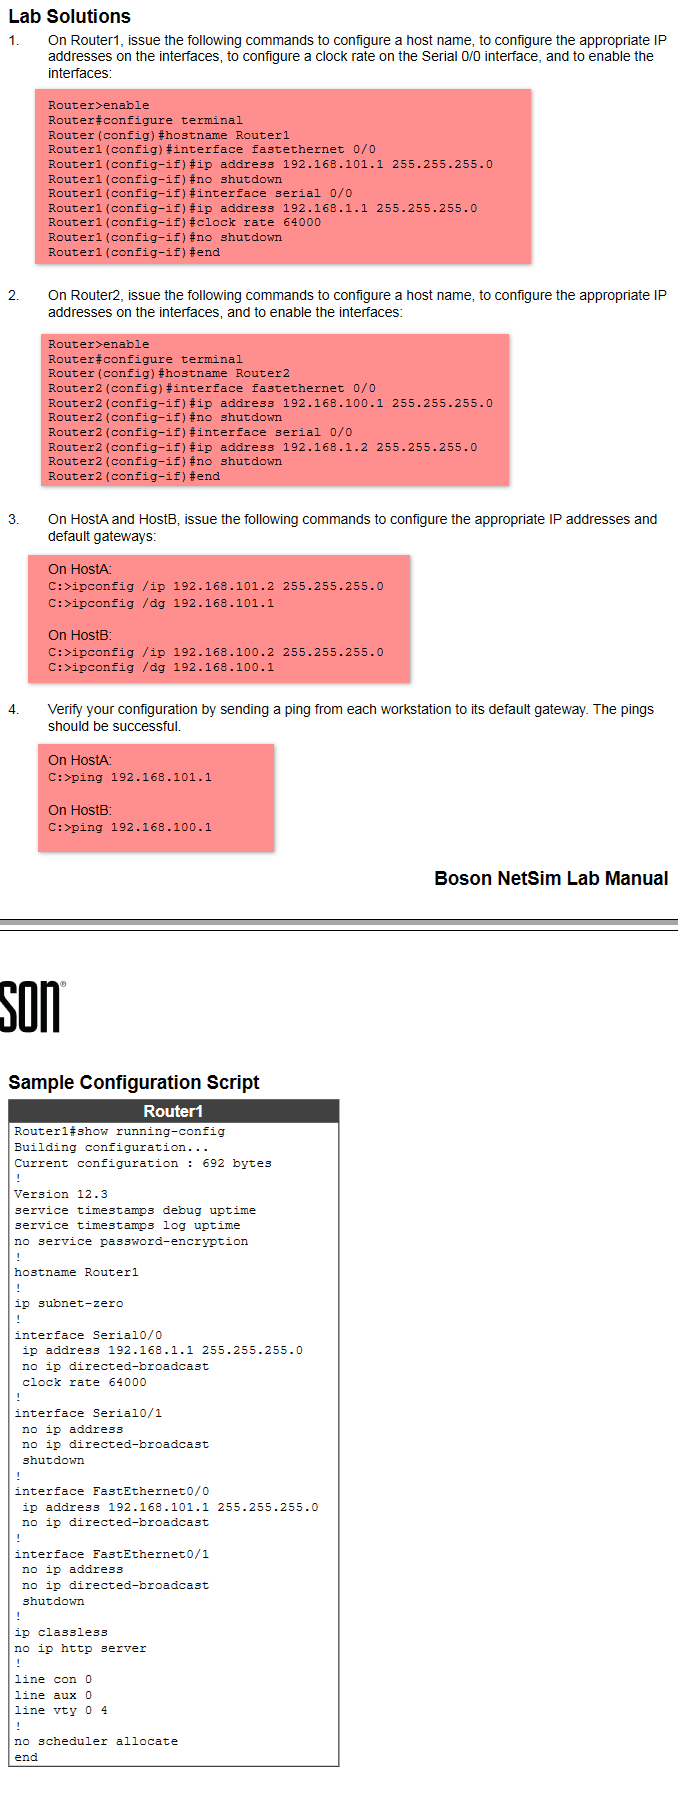 Lab Solutions
1. On Router1, issue the following commands to configure a host name, to configure the appropriate IP
addresses on the interfaces, to configure a clock rate on the Serial 0/0 interface, and to enable the
interfaces:
Router>enable
Router#configure terminal
Router(config)#hostname Router1
Router1(config)#interface fastethernet 0/0
Router1(config-if)#ip address 192.168.101.1 255.255.255.0
Router1(config-if)#no shutdown
Router1(config-if)#interface serial 0/0
Router1(config-if)#ip address 192.168.1.1 255.255.255.0
Router1(config-if)#clock rate 64000
Router1(config-if)#no shutdown
Router1(config-if)#end
2. On Router2, issue the following commands to configure a host name, to configure the appropriate IP
addresses on the interfaces, and to enable the interfaces:
Router>enable
Router#configure terminal
Router(config)#hostname Router2
Router2(config)#interface fastethernet 0/0
Router2(config-if)#ip address 192.168.100.1 255.255.255.0
Router2(config-if)#no shutdown
Router2(config-if)#interface serial 0/0
Router2(config-if)#ip address 192.168.1.2 255.255.255.0
Router2(config-if)#no shutdown
Router2(config-if)#end
3. On HostA and HostB, issue the following commands to configure the appropriate IP addresses and
default gateways:
On HostA:
C:>ipconfig /ip 192.168.101.2 255.255.255.0
C:>ipconfig /dg 192.168.101.1
On HostB:
C:>ipconfig /ip 192.168.100.2 255.255.255.0
C:>ipconfig /dg 192.168.100.1
4. Verify your configuration by sending a ping from each workstation to its default gateway. The pings
should be successful.
On HostA:
C:>ping 192.168.101.1
On HostB:
C:>ping 192.168.100.1
Boson NetSim Lab Manual
son®
Sample Configuration Script
Router1
Router1#show running-config
Building configuration...
Current configuration : 692 bytes
!
Version 12.3
service timestamps debug uptime
service timestamps log uptime
no service password-encryption
!
hostname Router1
!
ip subnet-zero
!
interface Serial0/0
ip address 192.168.1.1 255.255.255.0
no ip directed-broadcast
clock rate 64000
!
interface Serial0/1
no ip address
no ip directed-broadcast
shutdown
!
interface FastEthernet0/0
ip address 192.168.101.1 255.255.255.0
no ip directed-broadcast
!
interface FastEthernet0/1
no ip address
no ip directed-broadcast
shutdown
!
ip classless
no ip http server
!
line con 0
line aux 0
line vty 0 4
!
no scheduler allocate
end